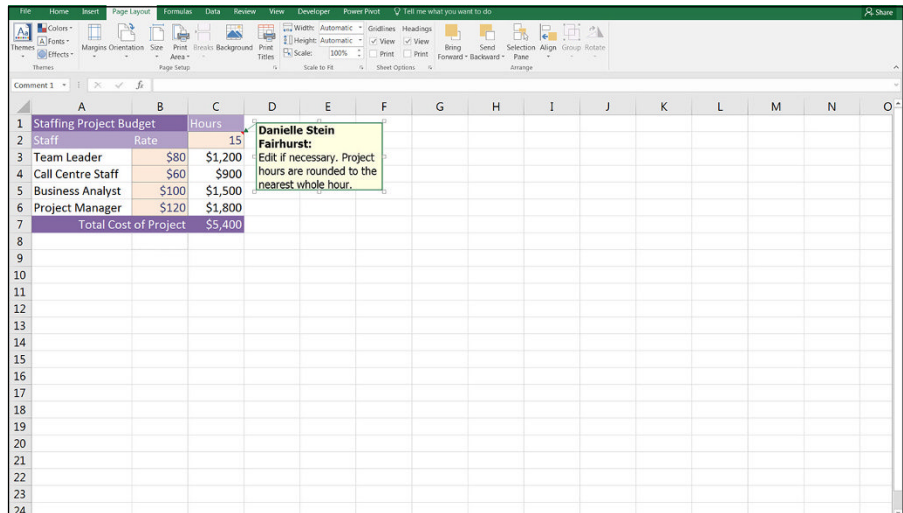 File Home Insert Page Layout Formulas Data Review View Developer Power Pivot Tell me what you want to do Share
Colors Width: Automatic Gridlines Headings
Aa A Fonts Height: Automatic View View
Themes Effects Margins Orientation Size Print Area Breaks Background Print Titles Scale: 100% Print Print Bring Forward Send Backward Selection Pane Align Group Rotate
Themes Page Setup Scale to Fit Sheet Options Arrange
Comment 1 fx
A B C D E F G H I J K L M N O
1 Staffing Project Budget Hours
2 Staff Rate 15
3 Team Leader $80 $1,200
4 Call Centre Staff $60 $900
5 Business Analyst $100 $1,500
6 Project Manager $120 $1,800
7 Total Cost of Project $5,400
Danielle Stein
Fairhurst:
Edit if necessary. Project
hours are rounded to the
nearest whole hour.
8
9
10
11
12
13
14
15
16
17
18
19
20
21
22
23
24